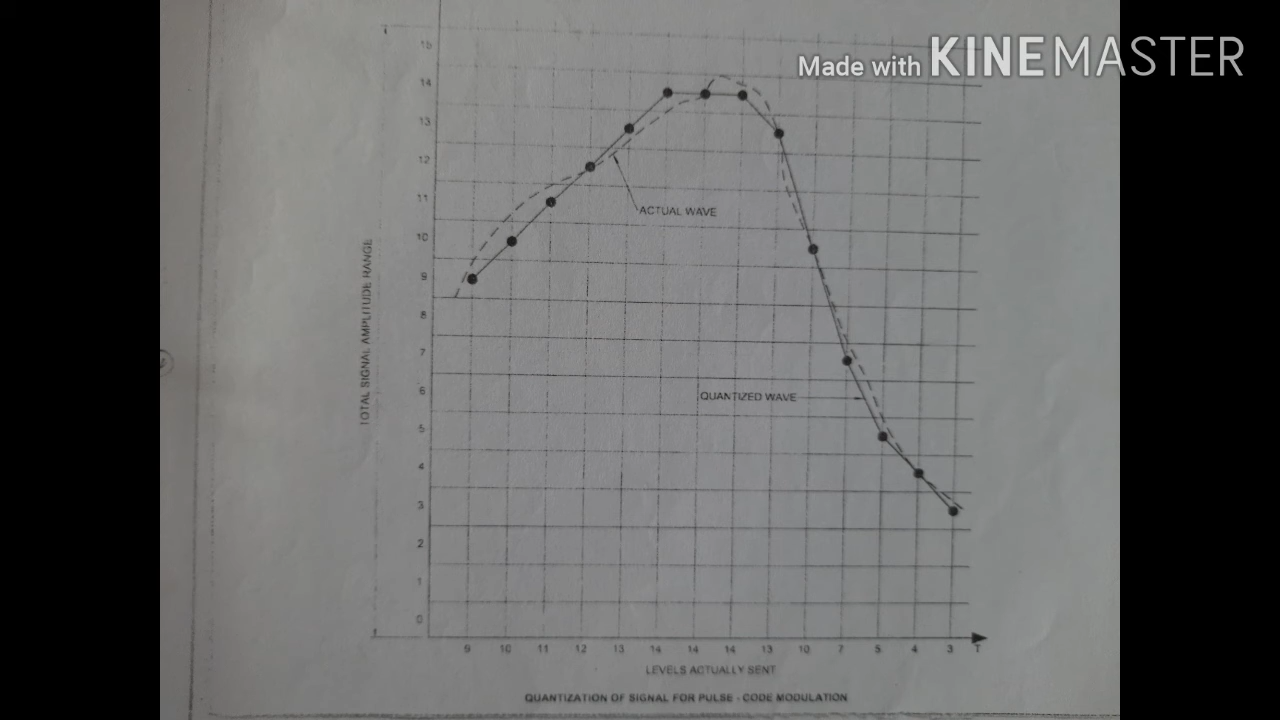 Made with KINEMASTER
15
14
13
12
11
10
9
8
7
6
5
4
3
2
1
0
TOTAL SIGNAL AMPLITUDE RANGE
ACTUAL WAVE
QUANTIZED WAVE
9 10 11 12 13 14 14 14 13 10 7 5 4 3 T
LEVELS ACTUALLY SENT
QUANTIZATION OF SIGNAL FOR PULSE - CODE MODULATION